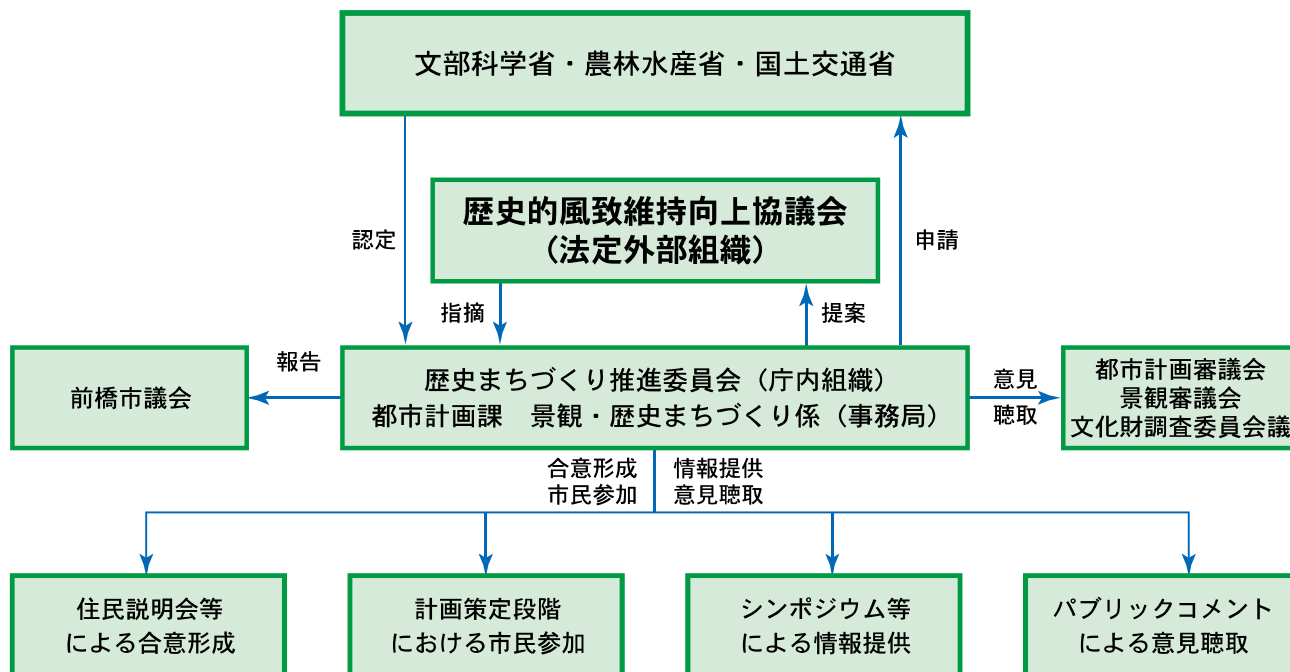 文部科学省・農林水産省・国土交通省
歴史的風致維持向上協議会
（法定外部組織）
認定
申請
指摘
提案
報告
前橋市議会
歴史まちづくり推進委員会（庁内組織）
都市計画課　景観・歴史まちづくり係（事務局）
意見
聴取
都市計画審議会
景観審議会
文化財調査委員会議
合意形成
市民参加
情報提供
意見聴取
住民説明会等
による合意形成
計画策定段階
における市民参加
シンポジウム等
による情報提供
パブリックコメント
による意見聴取